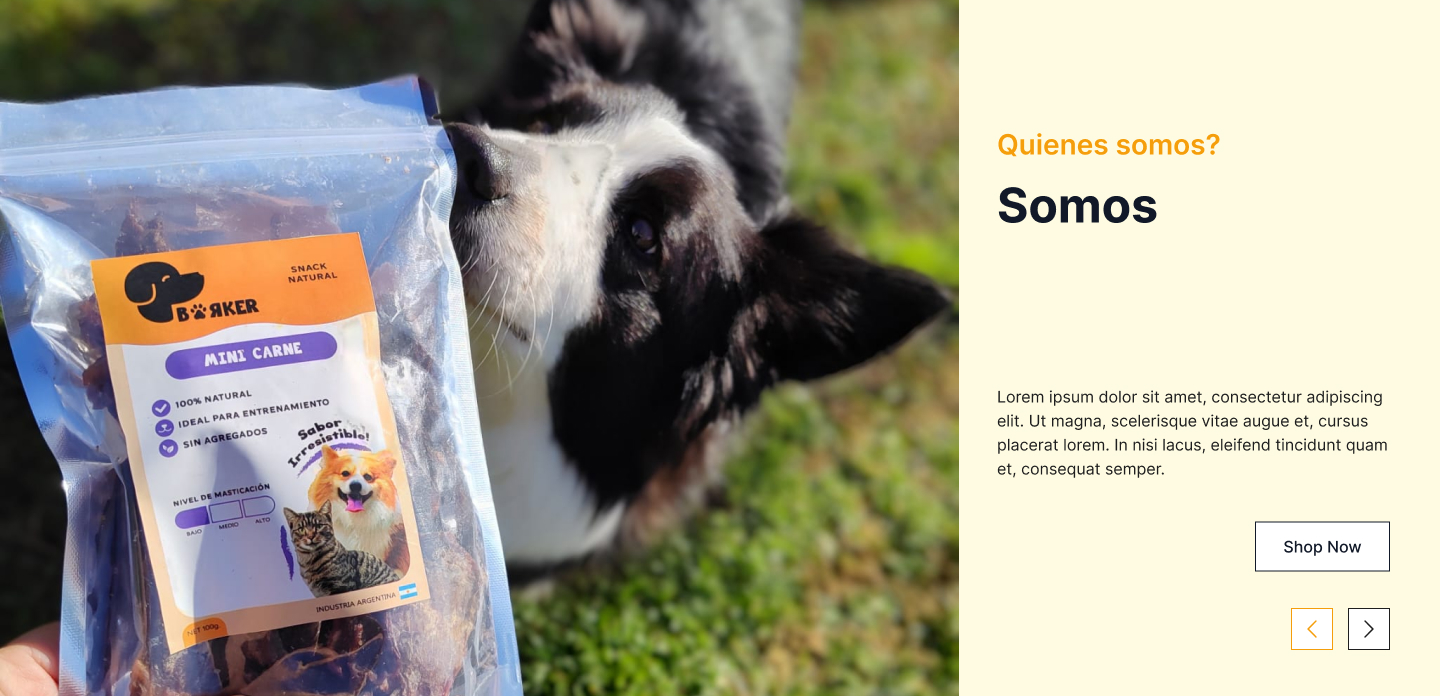 SNACK
NATURAL
BARKER
MINI CARNE
100% NATURAL
IDEAL PARA ENTRENAMIENTO
SIN AGREGADOS
Sabor
Irresistible!
NIVEL DE MASTICACIÓN
BAJO MEDIO ALTO
INDUSTRIA ARGENTINA
NET 100g.
Quienes somos?
Somos
Lorem ipsum dolor sit amet, consectetur adipiscing
elit. Ut magna, scelerisque vitae augue et, cursus
placerat lorem. In nisi lacus, eleifend tincidunt quam
et, consequat semper.
Shop Now